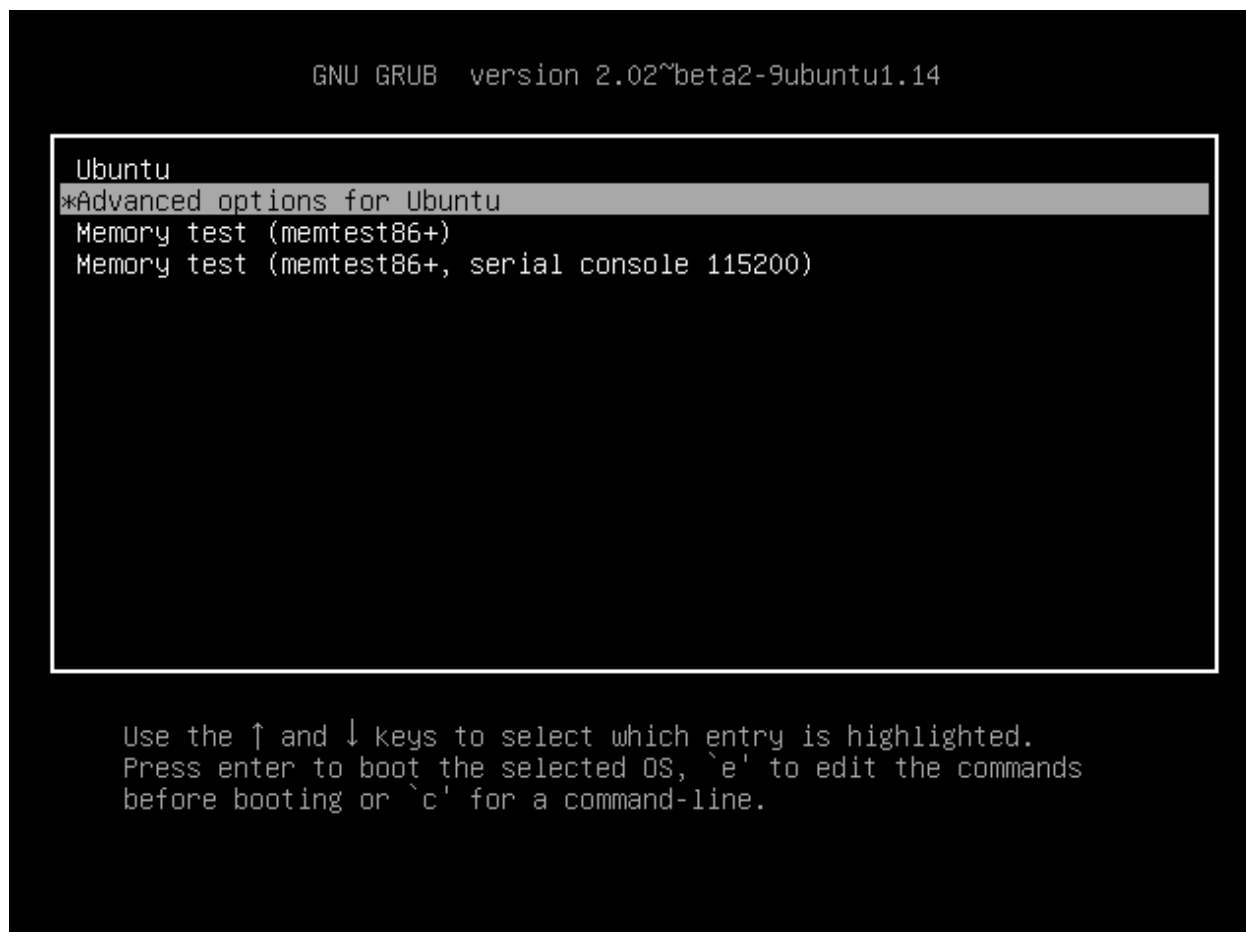 GNU GRUB  version 2.02~beta2-9ubuntu1.14
Ubuntu
*Advanced options for Ubuntu
Memory test (memtest86+)
Memory test (memtest86+, serial console 115200)
Use the ↑ and ↓ keys to select which entry is highlighted.
Press enter to boot the selected OS, `e' to edit the commands
before booting or `c' for a command-line.